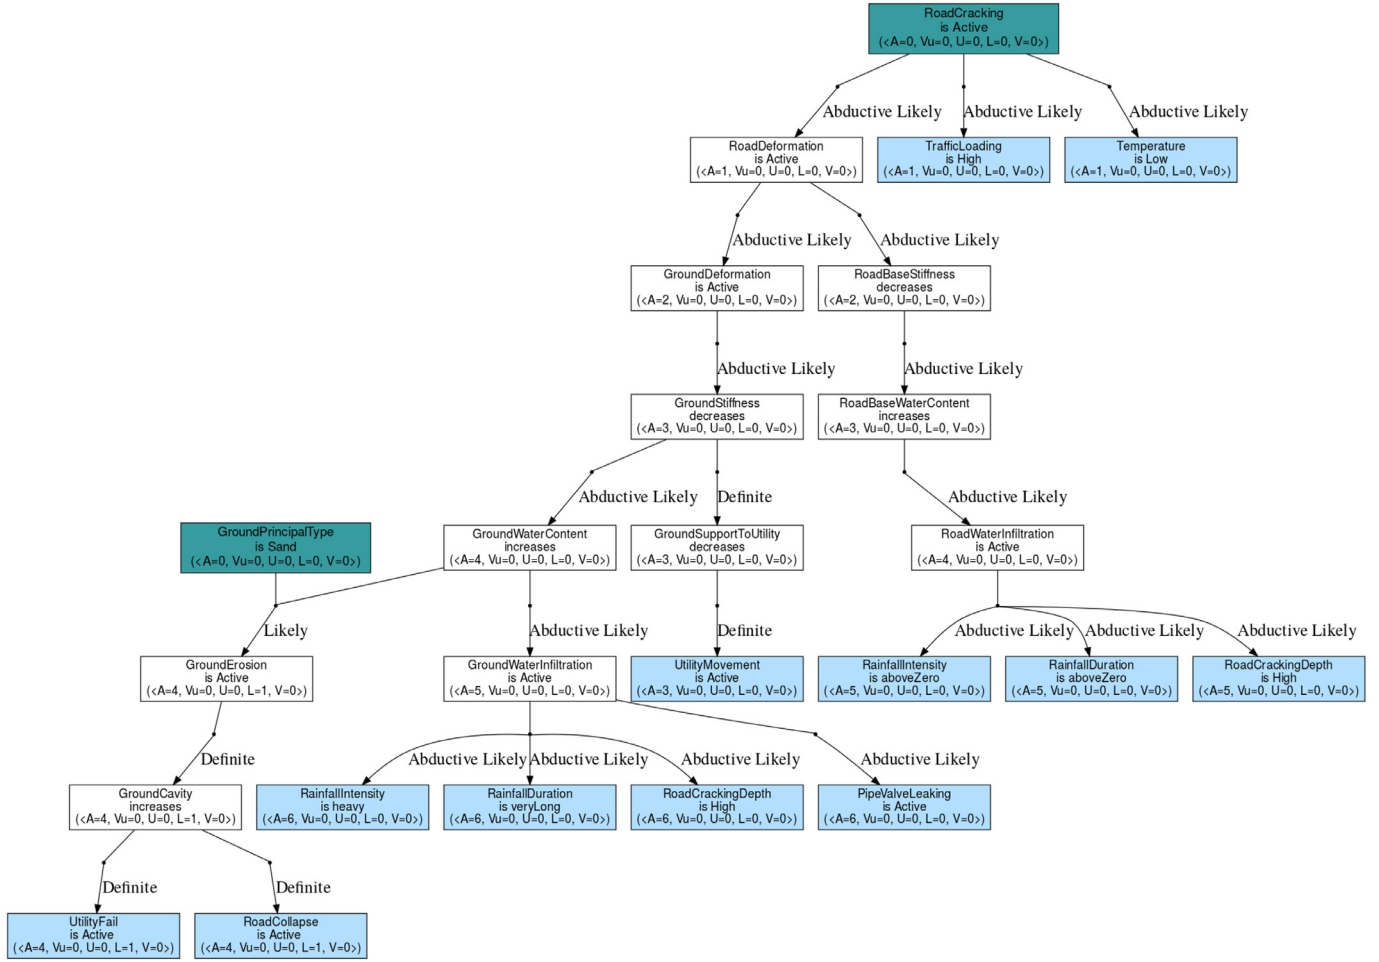 RoadCracking
is Active
(<A=0, Vu=0, U=0, L=0, V=0>)
Abductive Likely
Abductive Likely
Abductive Likely
RoadDeformation
is Active
(<A=1, Vu=0, U=0, L=0, V=0>)
TrafficLoading
is High
(<A=1, Vu=0, U=0, L=0, V=0>)
Temperature
is Low
(<A=1, Vu=0, U=0, L=0, V=0>)
Abductive Likely
Abductive Likely
GroundDeformation
is Active
(<A=2, Vu=0, U=0, L=0, V=0>)
RoadBaseStiffness
decreases
(<A=2, Vu=0, U=0, L=0, V=0>)
Abductive Likely
Abductive Likely
GroundStiffness
decreases
(<A=3, Vu=0, U=0, L=0, V=0>)
RoadBaseWaterContent
increases
(<A=3, Vu=0, U=0, L=0, V=0>)
Abductive Likely
Definite
Abductive Likely
GroundPrincipalType
is Sand
(<A=0, Vu=0, U=0, L=0, V=0>)
GroundWaterContent
increases
(<A=4, Vu=0, U=0, L=0, V=0>)
GroundSupportToUtility
decreases
(<A=3, Vu=0, U=0, L=0, V=0>)
RoadWaterInfiltration
is Active
(<A=4, Vu=0, U=0, L=0, V=0>)
Likely
Abductive Likely
Definite
Abductive Likely
Abductive Likely
Abductive Likely
GroundErosion
is Active
(<A=4, Vu=0, U=0, L=1, V=0>)
GroundWaterInfiltration
is Active
(<A=5, Vu=0, U=0, L=0, V=0>)
UtilityMovement
is Active
(<A=3, Vu=0, U=0, L=0, V=0>)
RainfallIntensity
is aboveZero
(<A=5, Vu=0, U=0, L=0, V=0>)
RainfallDuration
is aboveZero
(<A=5, Vu=0, U=0, L=0, V=0>)
RoadCrackingDepth
is High
(<A=5, Vu=0, U=0, L=0, V=0>)
Definite
Abductive Likely
Abductive Likely
Abductive Likely
Abductive Likely
GroundCavity
increases
(<A=4, Vu=0, U=0, L=1, V=0>)
RainfallIntensity
is heavy
(<A=6, Vu=0, U=0, L=0, V=0>)
RainfallDuration
is veryLong
(<A=6, Vu=0, U=0, L=0, V=0>)
RoadCrackingDepth
is High
(<A=6, Vu=0, U=0, L=0, V=0>)
PipeValveLeaking
is Active
(<A=6, Vu=0, U=0, L=0, V=0>)
Definite
Definite
UtilityFail
is Active
(<A=4, Vu=0, U=0, L=1, V=0>)
RoadCollapse
is Active
(<A=4, Vu=0, U=0, L=1, V=0>)